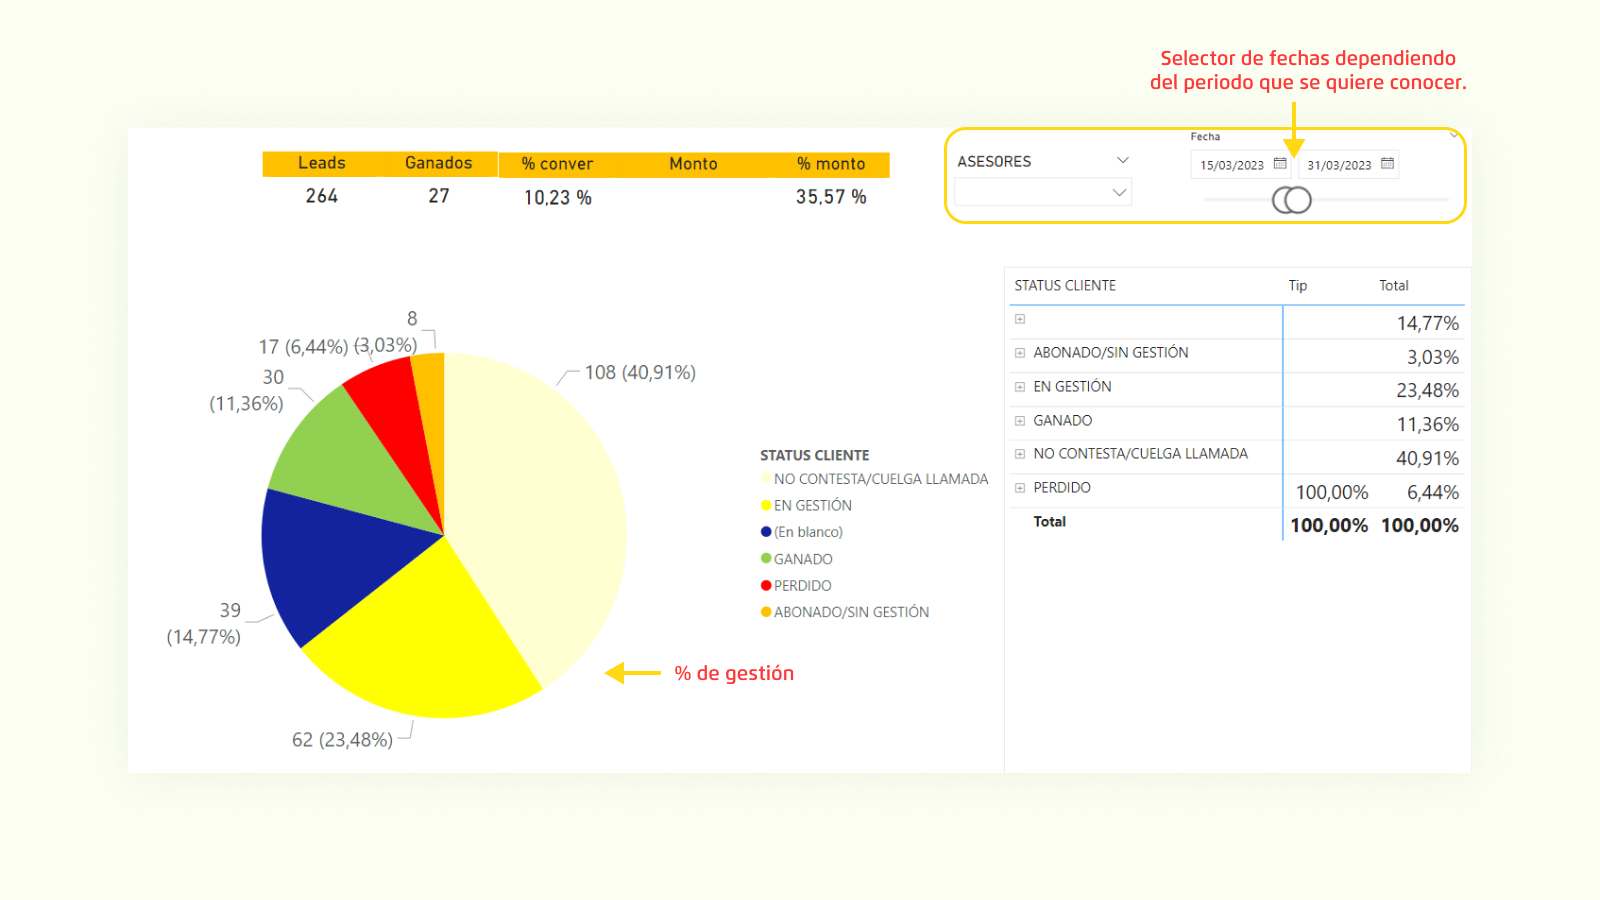 Selector de fechas dependiendo
del periodo que se quiere conocer.
Leads Ganados % conver Monto % monto
264 27 10,23 % 35,57 %
ASESORES
Fecha
15/03/2023 31/03/2023
8
(3,03%)
17 (6,44%)
30
(11,36%)
108 (40,91%)
39
(14,77%)
62 (23,48%)
% de gestión
STATUS CLIENTE
NO CONTESTA/CUELGA LLAMADA
EN GESTIÓN
(En blanco)
GANADO
PERDIDO
ABONADO/SIN GESTIÓN
STATUS CLIENTE Tip Total
14,77%
ABONADO/SIN GESTIÓN 3,03%
EN GESTIÓN 23,48%
GANADO 11,36%
NO CONTESTA/CUELGA LLAMADA 40,91%
PERDIDO 100,00% 6,44%
Total 100,00% 100,00%